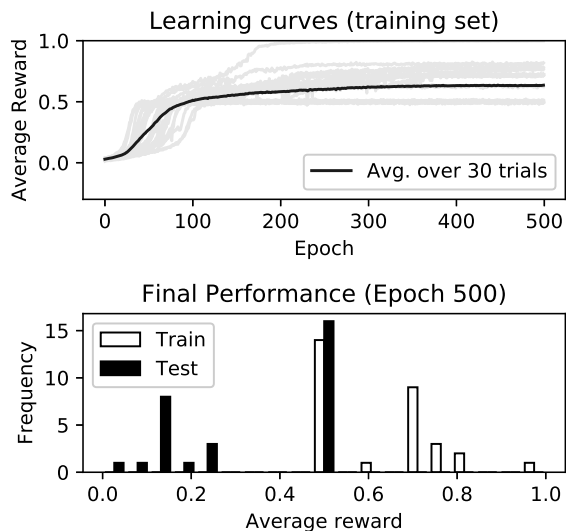 Learning curves (training set)
1.0
0.5
0.0
Average Reward
Avg. over 30 trials
0 100 200 300 400 500
Epoch
Final Performance (Epoch 500)
15
10
5
0
Frequency
Train
Test
0.0 0.2 0.4 0.6 0.8 1.0
Average reward